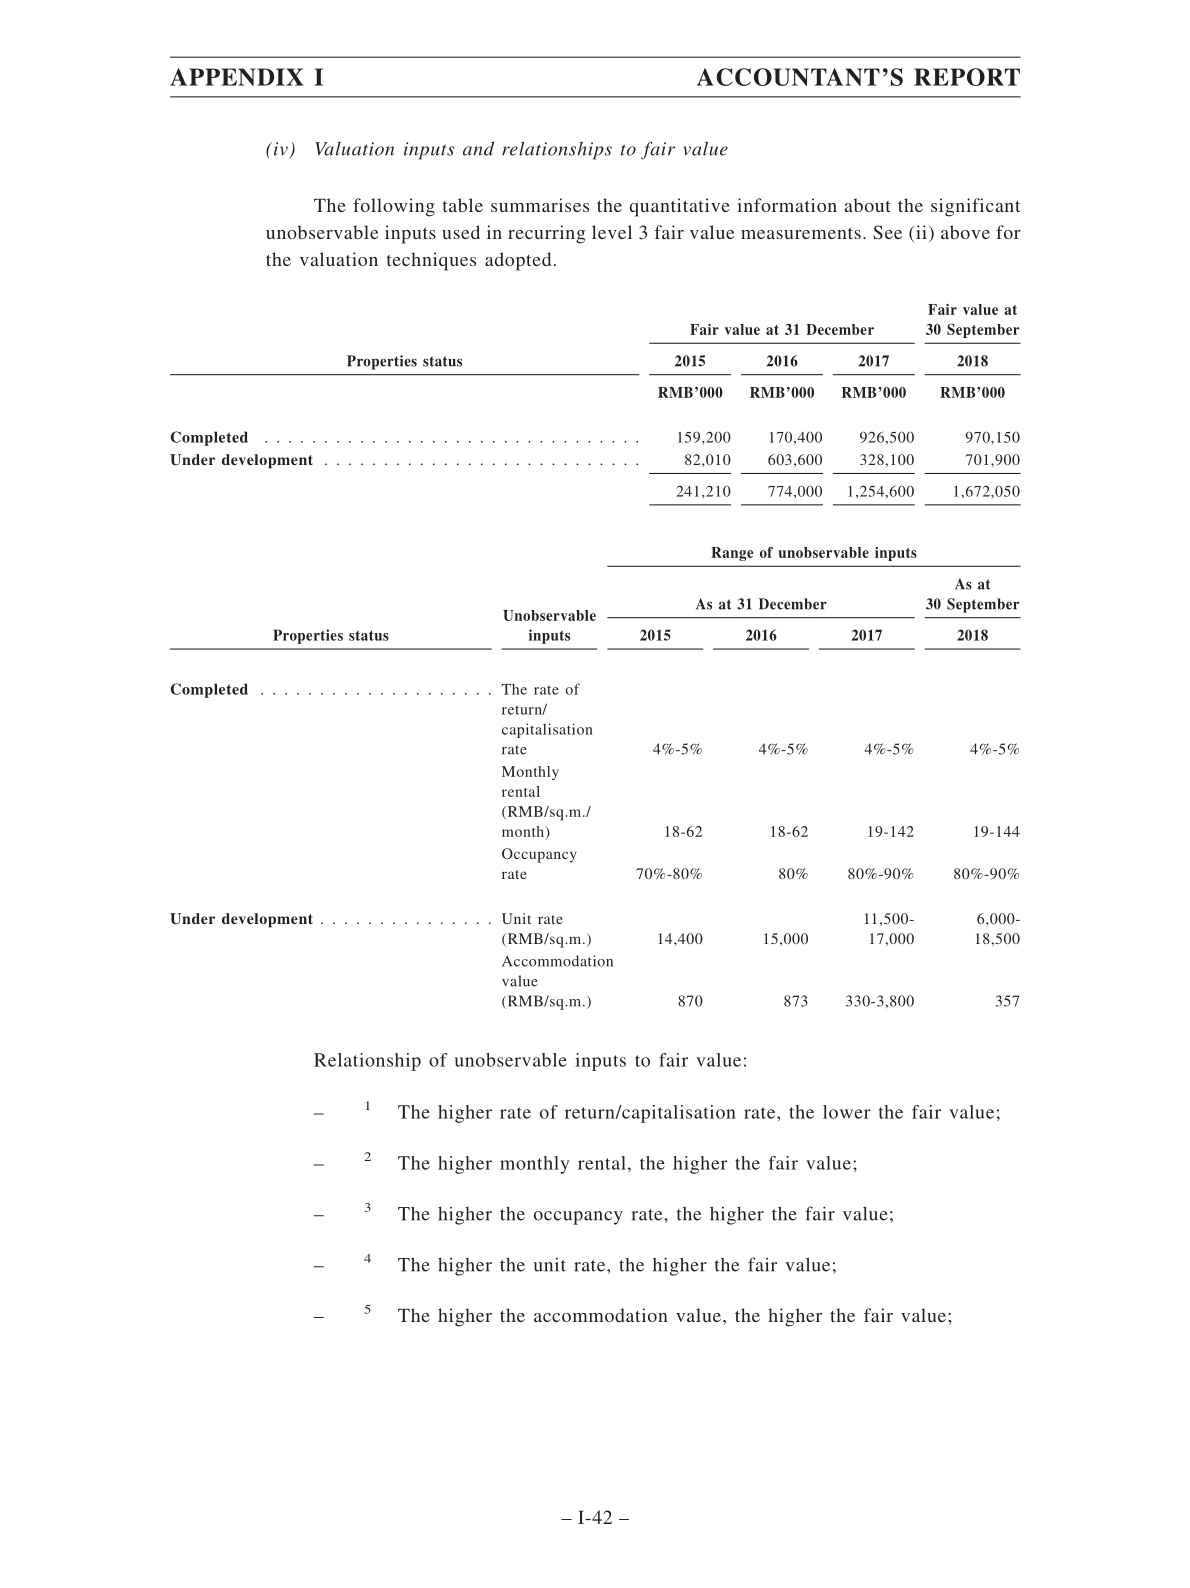 APPENDIX I ACCOUNTANT’S REPORT
(iv) Valuation inputs and relationships to fair value
The following table summarises the quantitative information about the significant
unobservable inputs used in recurring level 3 fair value measurements. See (ii) above for
the valuation techniques adopted.
Fair value at
Fair value at 31 December 30 September
Properties status 2015 2016 2017 2018
RMB’000 RMB’000 RMB’000 RMB’000
Completed . . . . . . . . . . . . . . . . . . . . . . . . . . . . . . . . 159,200 170,400 926,500 970,150
Under development . . . . . . . . . . . . . . . . . . . . . . . . . . . 82,010 603,600 328,100 701,900
241,210 774,000 1,254,600 1,672,050
Range of unobservable inputs
As at
As at 31 December 30 September
Unobservable
Properties status inputs 2015 2016 2017 2018
Completed . . . . . . . . . . . . . . . . . . . . The rate of
return/
capitalisation
rate 4%-5% 4%-5% 4%-5% 4%-5%
Monthly
rental
(RMB/sq.m./
month) 18-62 18-62 19-142 19-144
Occupancy
rate 70%-80% 80% 80%-90% 80%-90%
Under development . . . . . . . . . . . . . . . Unit rate 11,500- 6,000-
(RMB/sq.m.) 14,400 15,000 17,000 18,500
Accommodation
value
(RMB/sq.m.) 870 873 330-3,800 357
Relationship of unobservable inputs to fair value:
– 1 The higher rate of return/capitalisation rate, the lower the fair value;
– 2 The higher monthly rental, the higher the fair value;
– 3 The higher the occupancy rate, the higher the fair value;
– 4 The higher the unit rate, the higher the fair value;
– 5 The higher the accommodation value, the higher the fair value;
– I-42 –